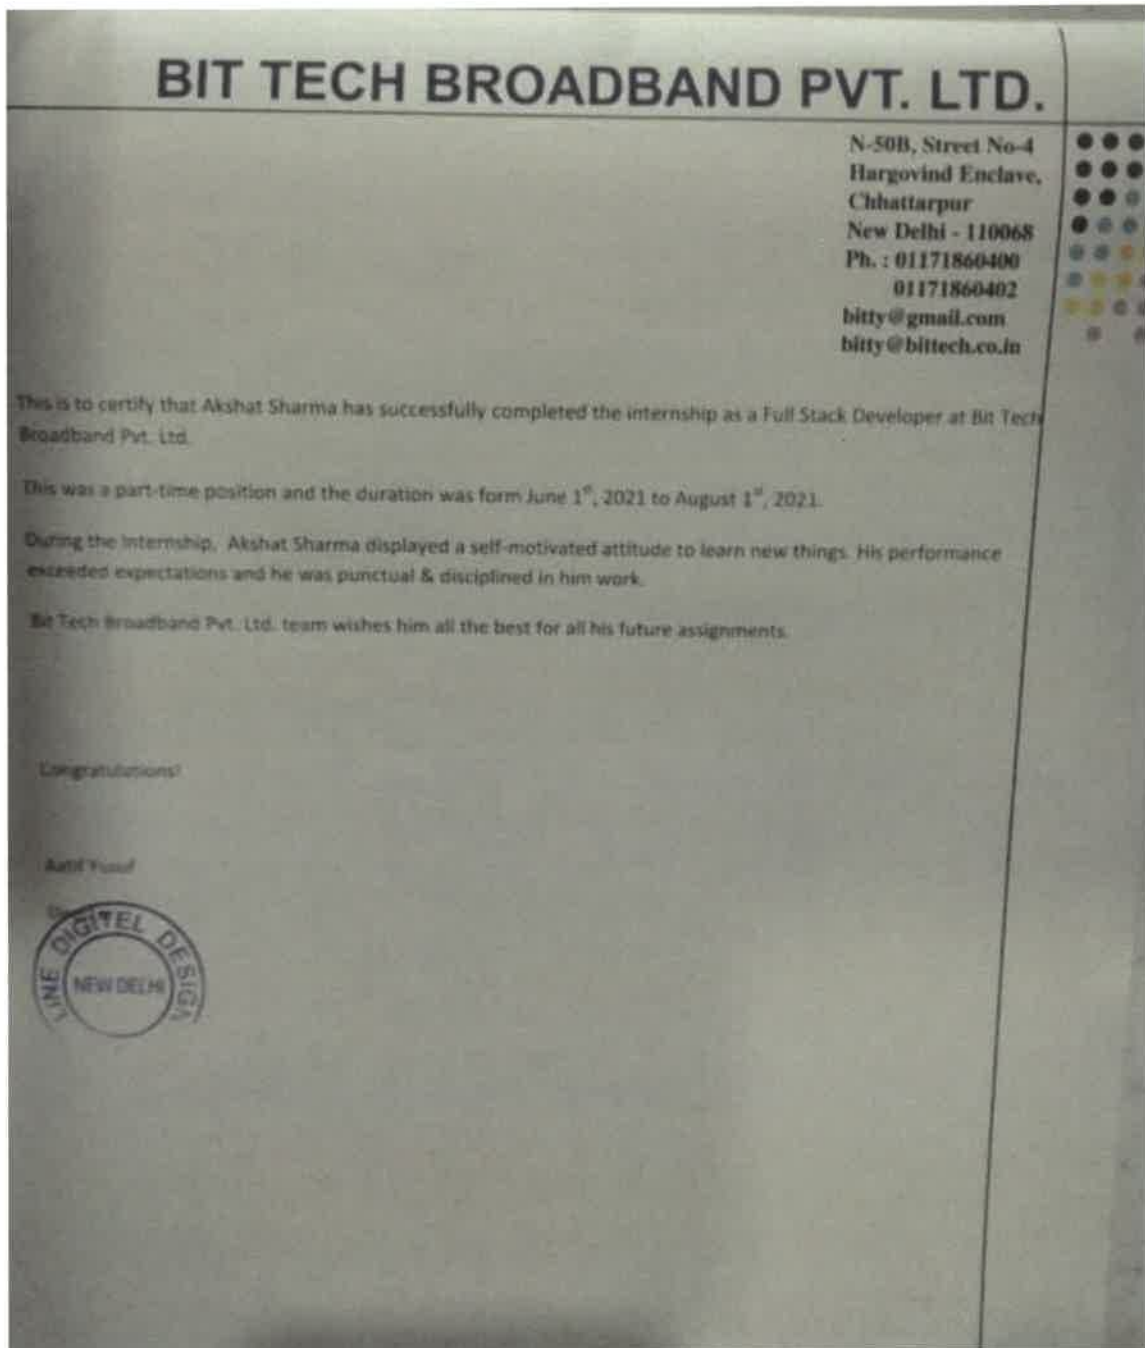 BIT TECH BROADBAND PVT. LTD.
N-50B, Street No-4
Hargovind Enclave,
Chhattarpur
New Delhi - 110068
Ph. : 01171860400
01171860402
bitty@gmail.com
bitty@bittech.co.in
This is to certify that Akshat Sharma has successfully completed the internship as a Full Stack Developer at Bit Tech
Broadband Pvt. Ltd.
This was a part-time position and the duration was form June 1st, 2021 to August 1st, 2021.
During the Internship, Akshat Sharma displayed a self-motivated attitude to learn new things. His performance
exceeded expectations and he was punctual & disciplined in him work.
Bit Tech Broadband Pvt. Ltd. team wishes him all the best for all his future assignments.
Congratulations!
Aatif Yusuf
LINE DIGITEL DESIGN
NEW DELHI